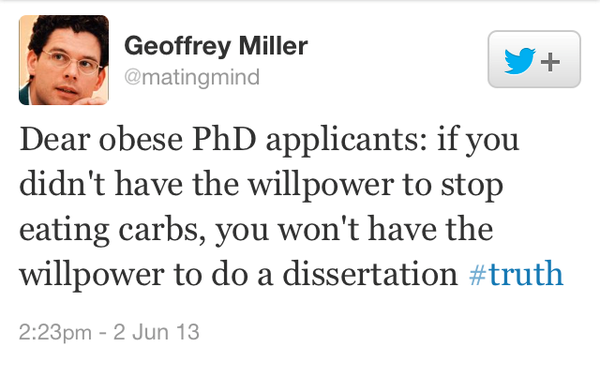 Geoffrey Miller
@matingmind
Dear obese PhD applicants: if you
didn't have the willpower to stop
eating carbs, you won't have the
willpower to do a dissertation #truth
2:23pm - 2 Jun 13